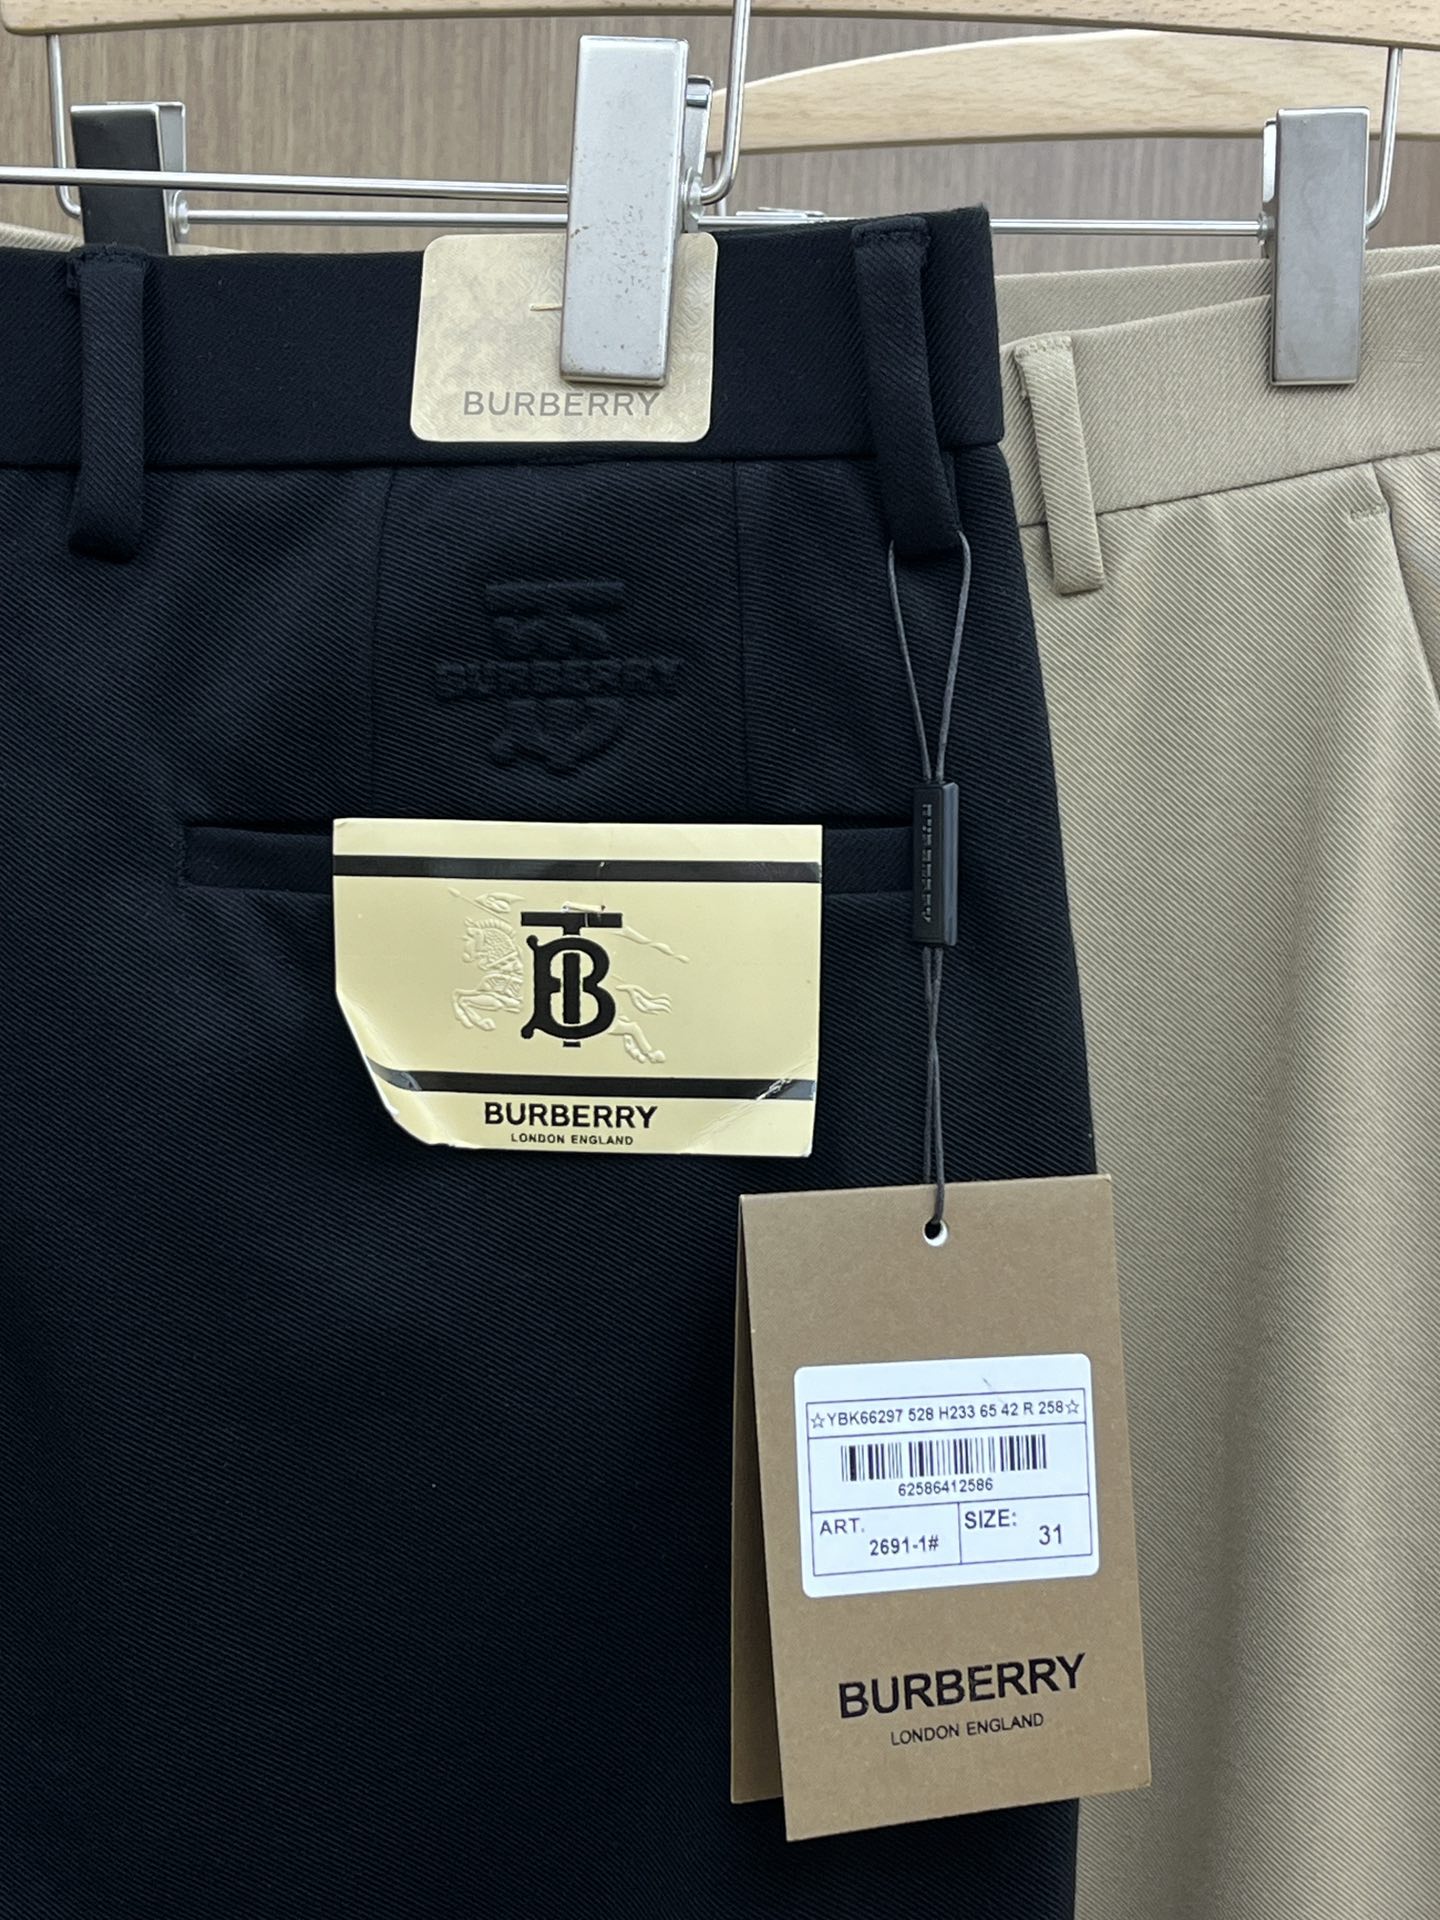 BURBERRY
BURBERRY
BURBERRY
TB
BURBERRY
LONDON ENGLAND
☆YBK66297 528 H233 65 42 R 258☆
62586412586
ART.
2691-1#
SIZE:
31
BURBERRY
LONDON ENGLAND